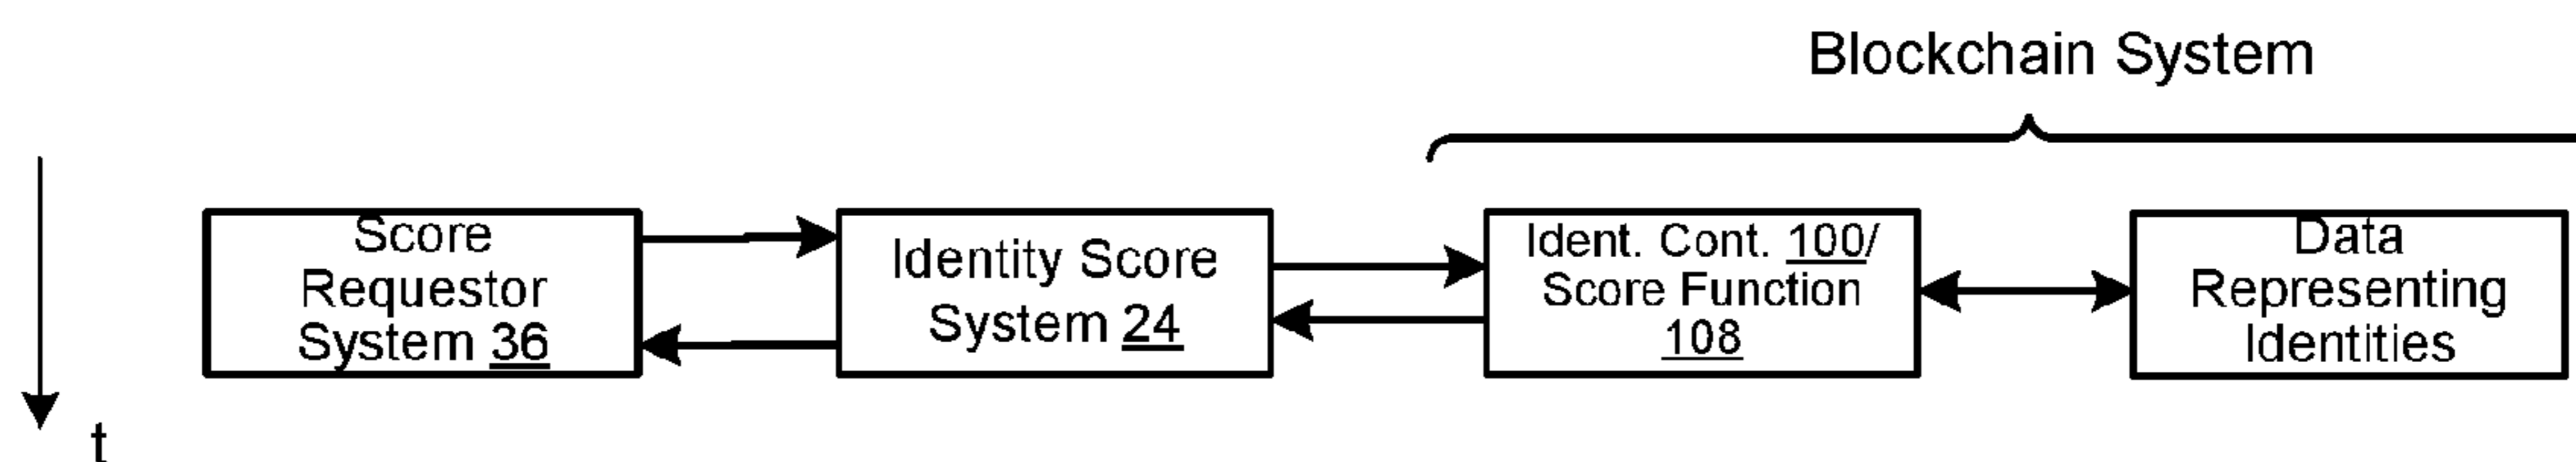 Blockchain System
Score
Requestor
System 36
Identity Score
System 24
Ident. Cont. 100/
Score Function
108
Data
Representing
Identities
t